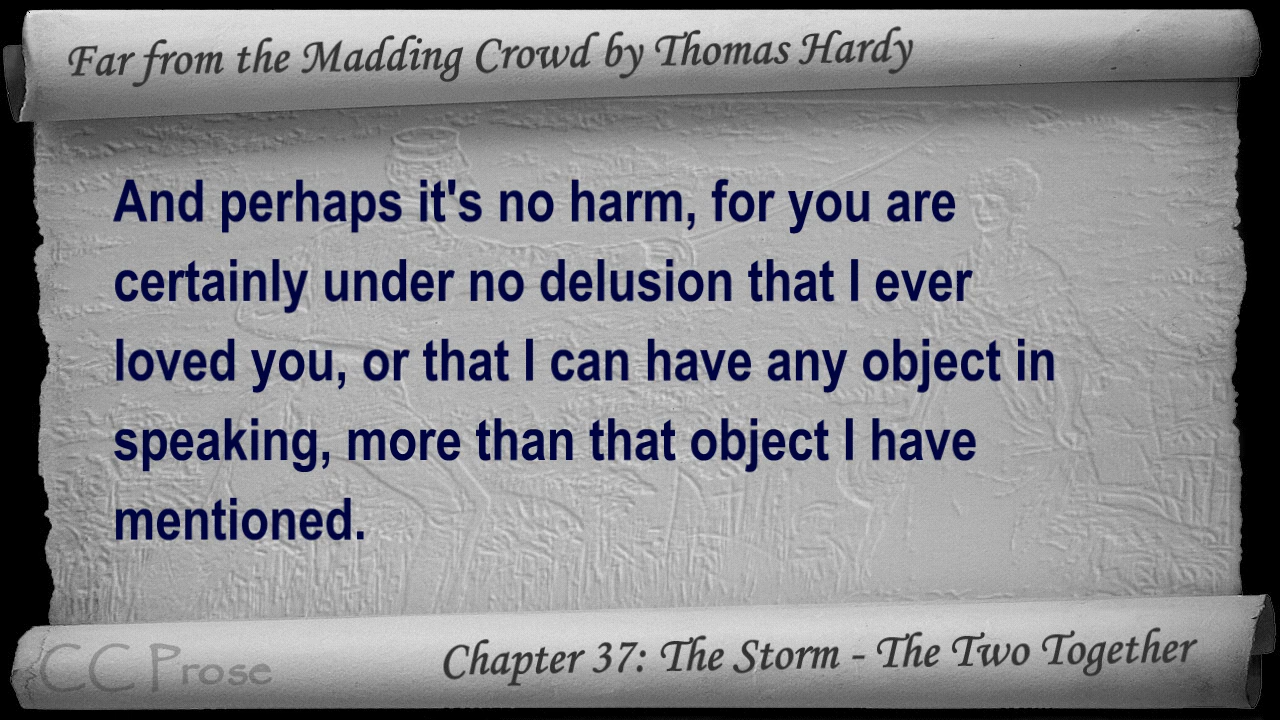 Far from the Madding Crowd by Thomas Hardy
And perhaps it's no harm, for you are
certainly under no delusion that I ever
loved you, or that I can have any object in
speaking, more than that object I have
mentioned.
CC Prose
Chapter 37: The Storm - The Two Together